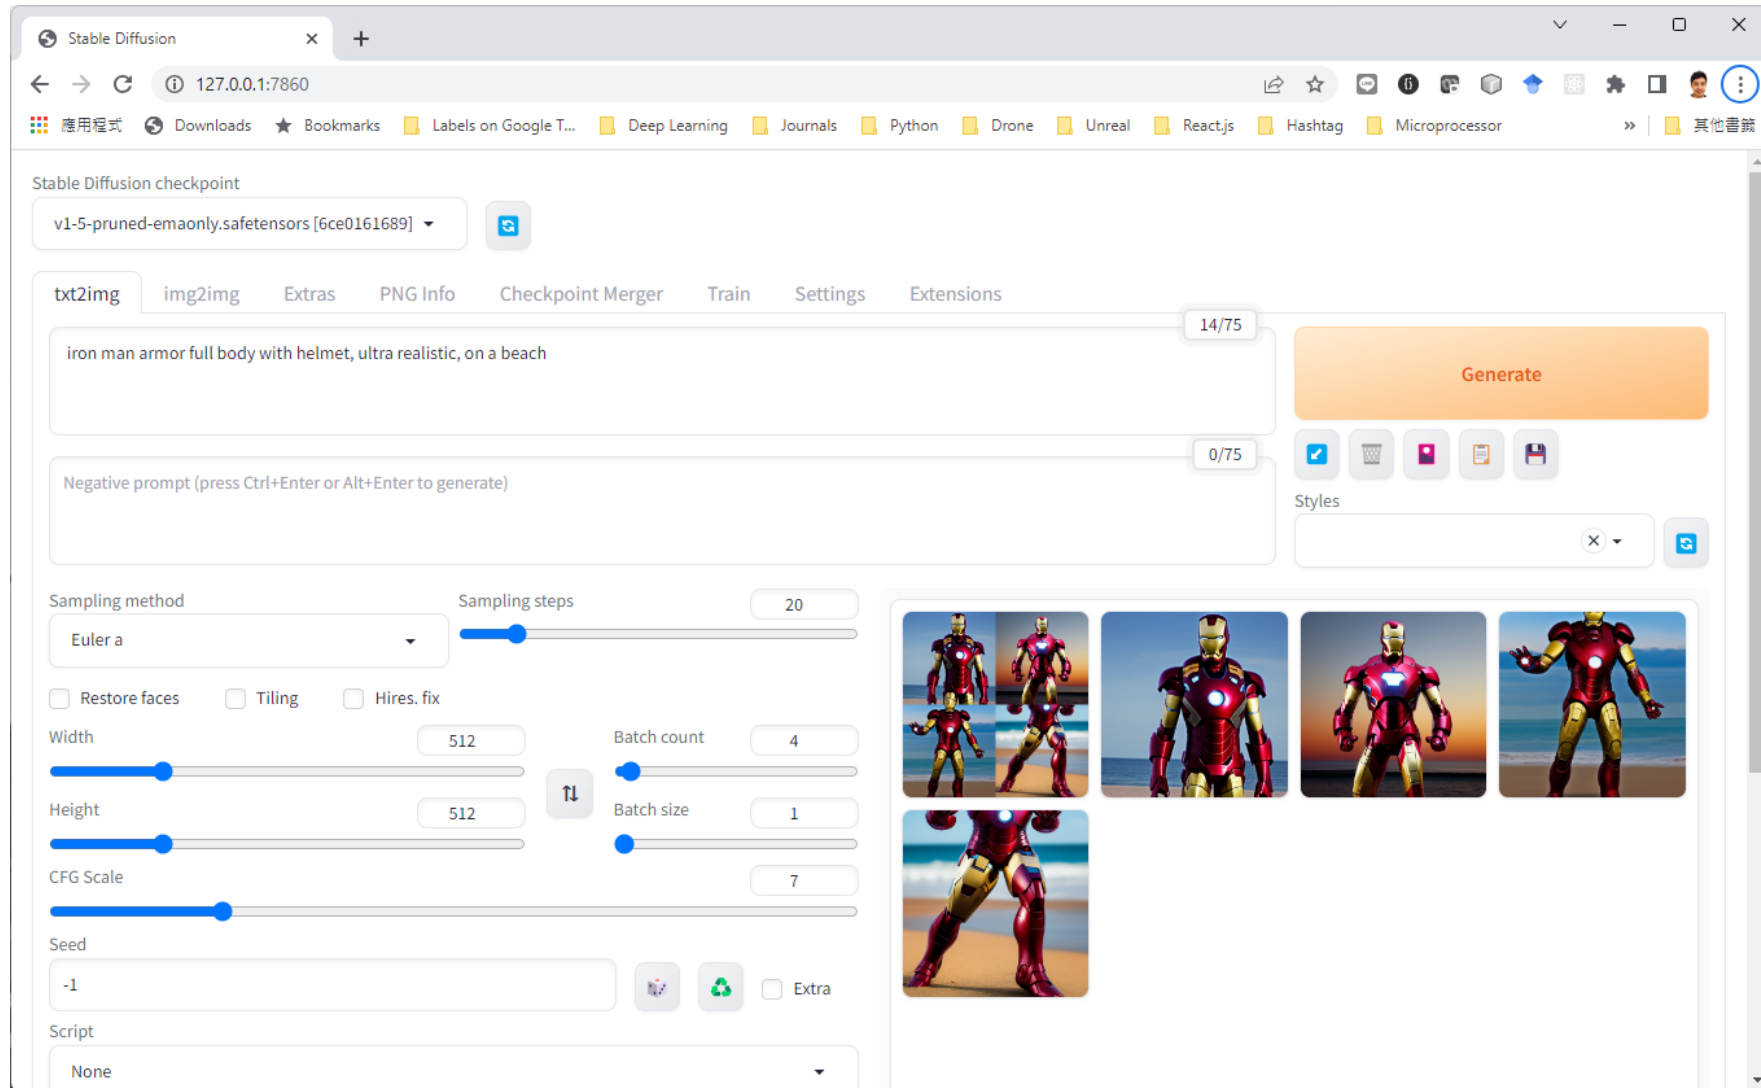 Stable Diffusion
127.0.0.1:7860
應用程式 Downloads Bookmarks Labels on Google T... Deep Learning Journals Python Drone Unreal React.js Hashtag Microprocessor » 其他書籤
Stable Diffusion checkpoint
v1-5-pruned-emaonly.safetensors [6ce0161689]
txt2img img2img Extras PNG Info Checkpoint Merger Train Settings Extensions
14/75
iron man armor full body with helmet, ultra realistic, on a beach
Generate
0/75
Negative prompt (press Ctrl+Enter or Alt+Enter to generate)
Styles
Sampling method
Euler a
Sampling steps
20
Restore faces Tiling Hires. fix
Width
512
Batch count
4
Height
512
Batch size
1
CFG Scale
7
Seed
-1
Extra
Script
None